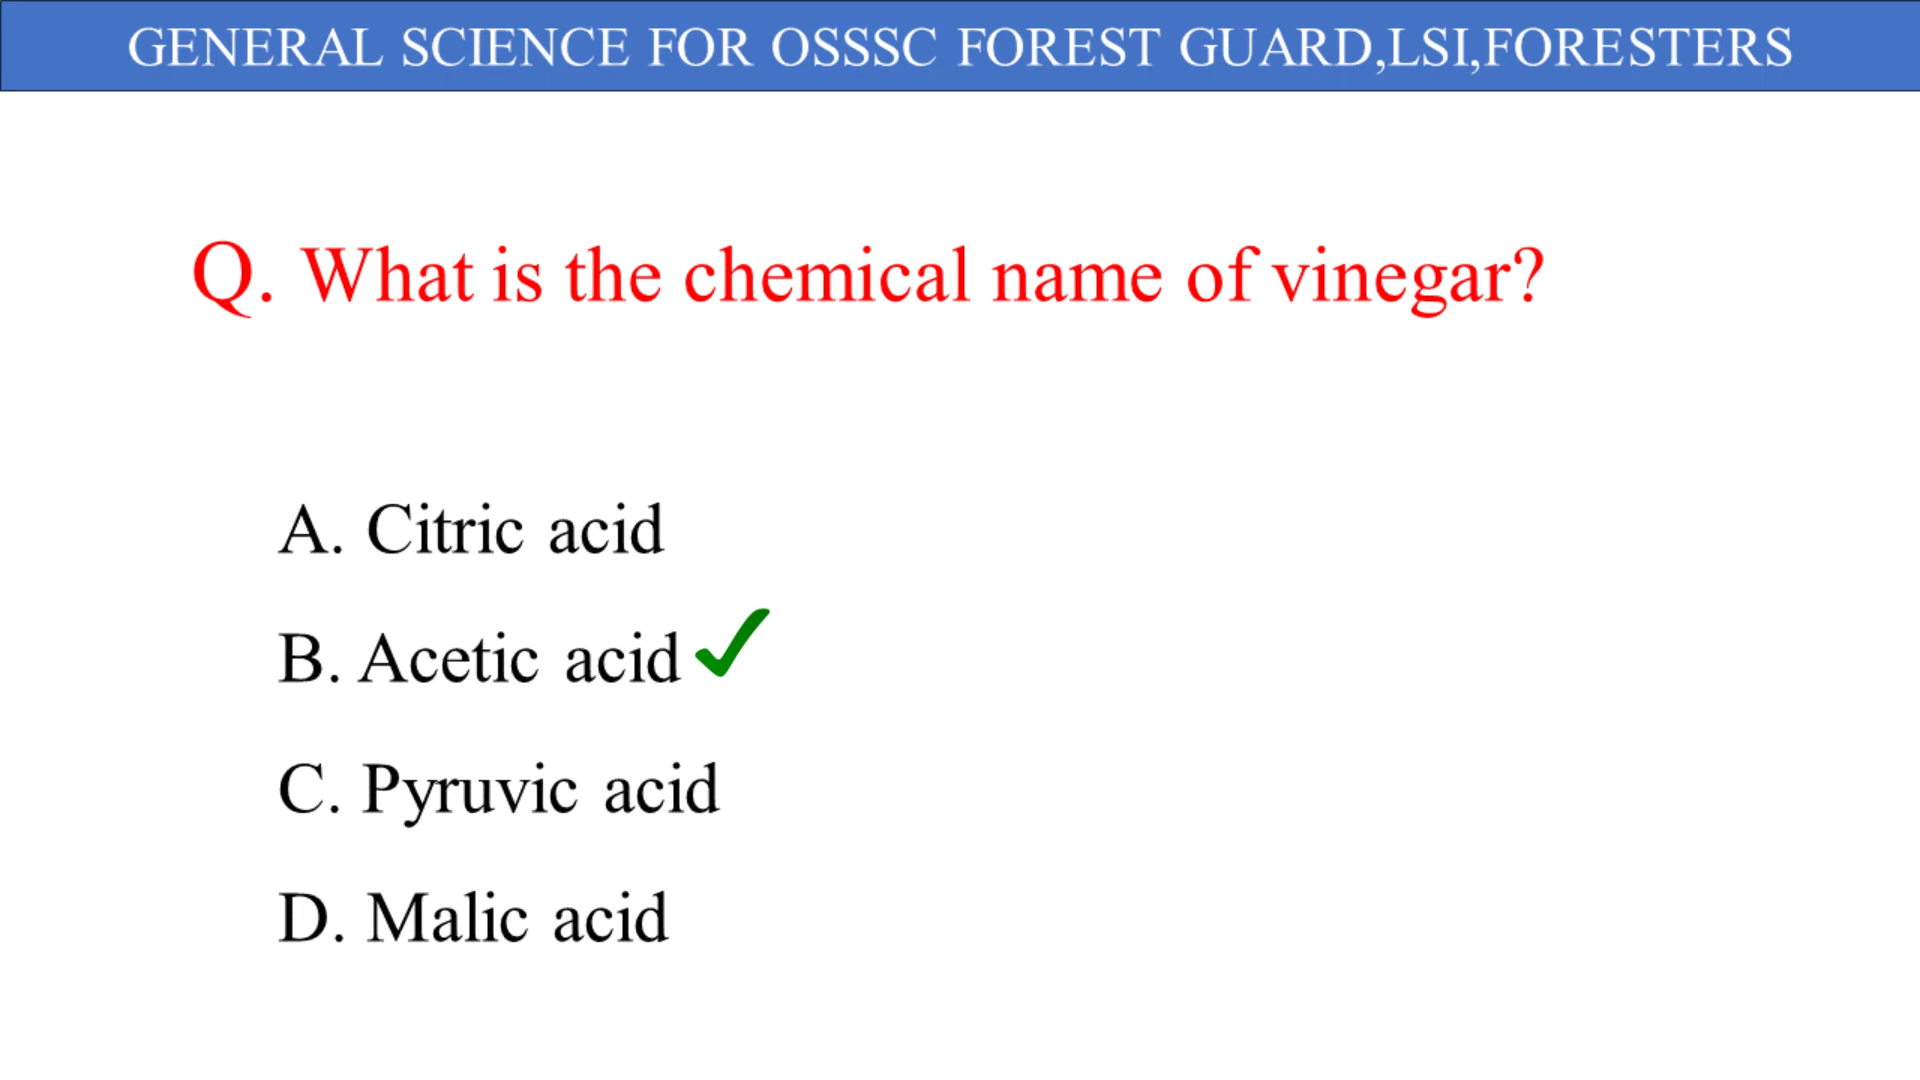 GENERAL SCIENCE FOR OSSSC FOREST GUARD,LSI,FORESTERS
Q. What is the chemical name of vinegar?
A. Citric acid
B. Acetic acid
C. Pyruvic acid
D. Malic acid